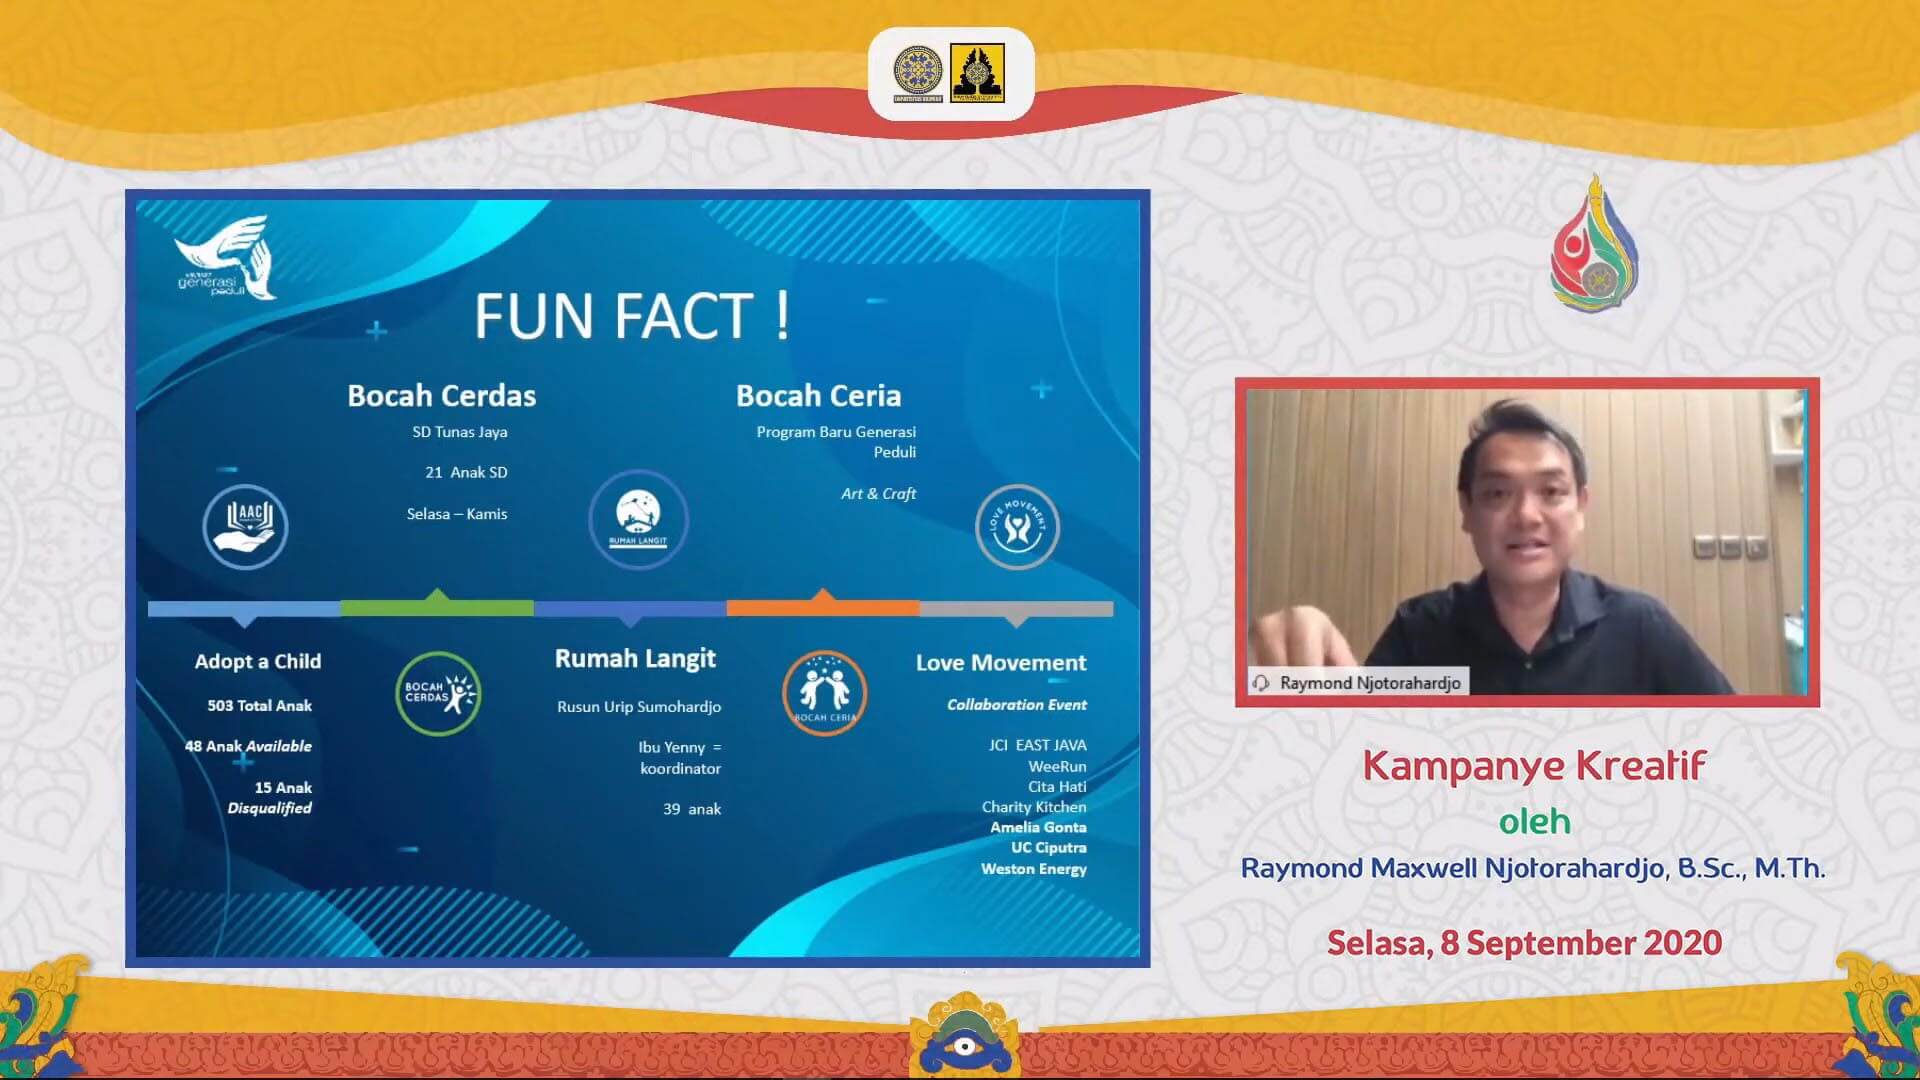 generasi
peduli
FUN FACT !
Bocah Cerdas
SD Tunas Jaya
21 Anak SD
Selasa – Kamis
Bocah Ceria
Program Baru Generasi
Peduli
Art & Craft
AAC
RUMAH LANGIT
LOVE MOVEMENT
Adopt a Child
503 Total Anak
48 Anak Available
15 Anak
Disqualified
BOCAH
CERDAS
Rumah Langit
Rusun Urip Sumohardjo
Ibu Yenny =
koordinator
39 anak
BOCAH CERIA
Love Movement
Collaboration Event
JCI EAST JAVA
WeeRun
Cita Hati
Charity Kitchen
Amelia Gonta
UC Ciputra
Weston Energy
Raymond Njotorahardjo
Kampanye Kreatif
oleh
Raymond Maxwell Njotorahardjo, B.Sc., M.Th.
Selasa, 8 September 2020